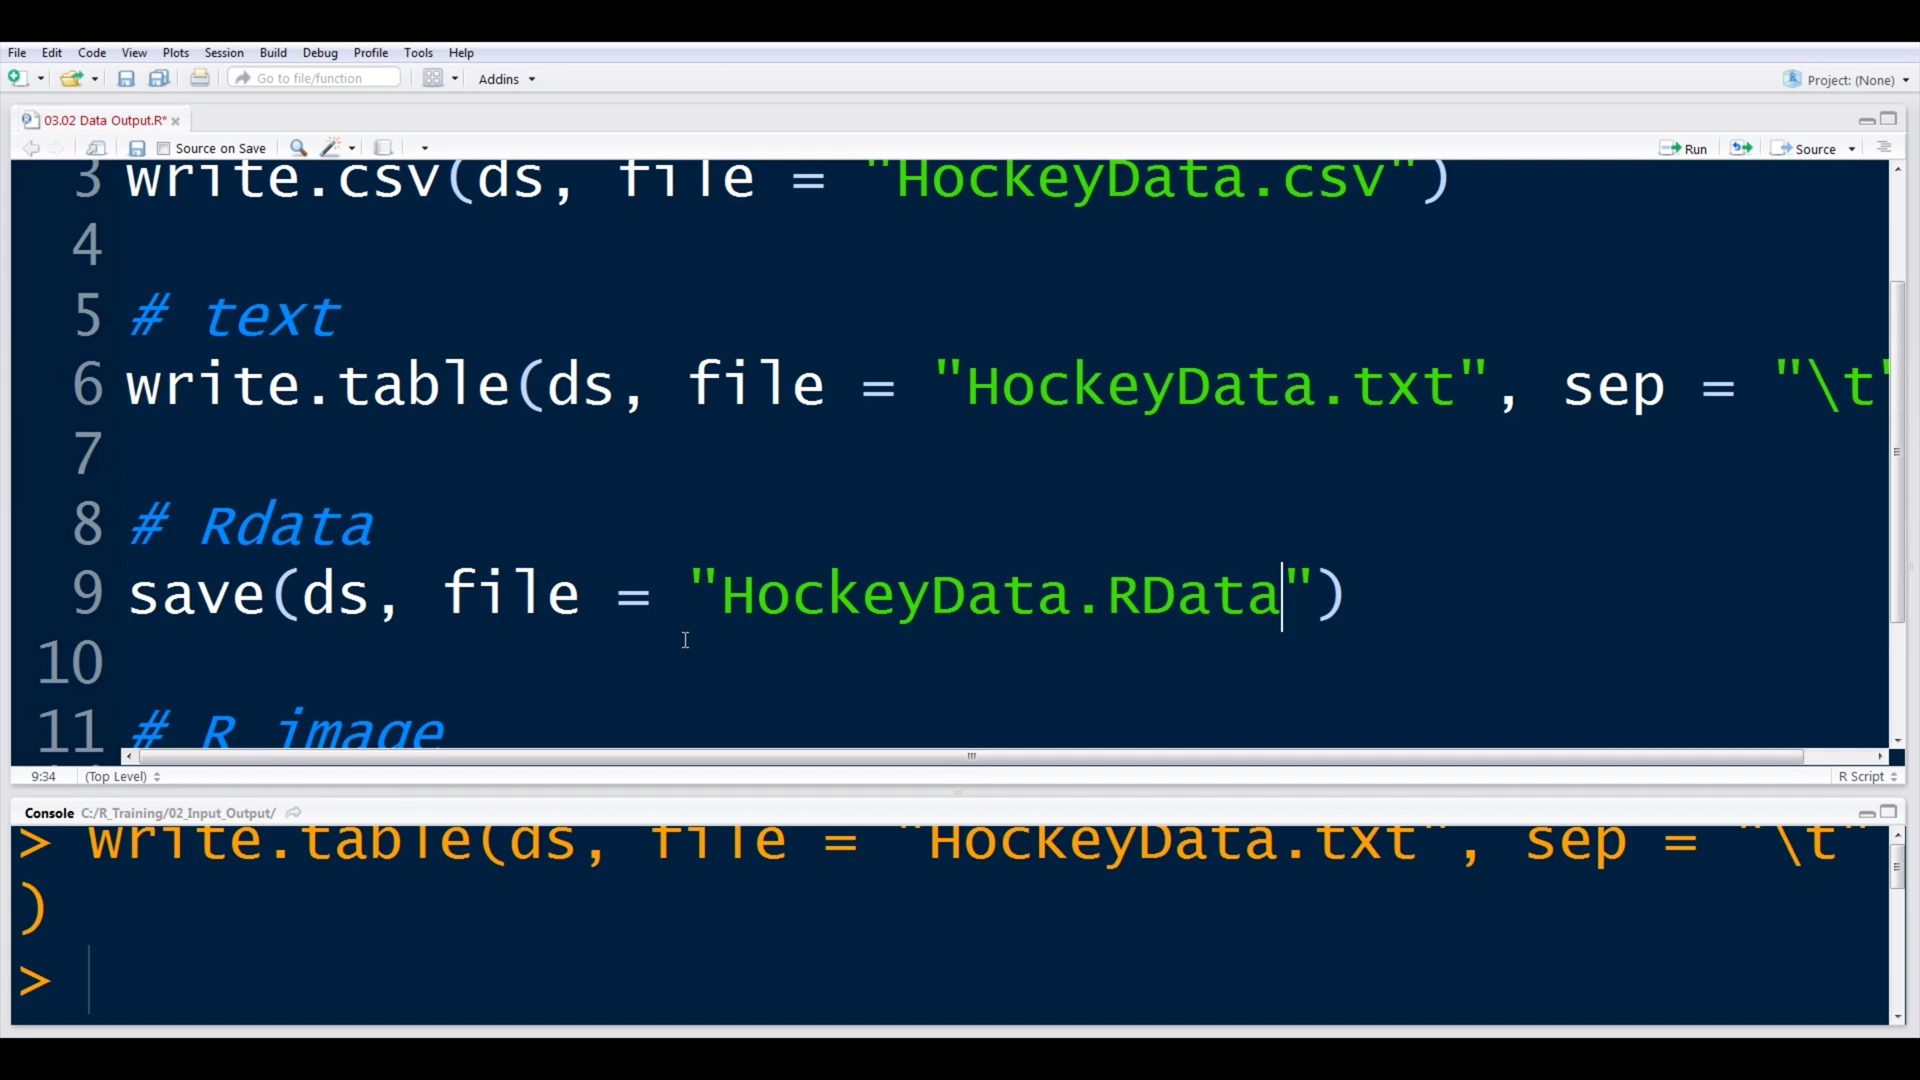 File Edit Code View Plots Session Build Debug Profile Tools Help
Go to file/function Addins Project: (None)
03.02 Data Output.R*
Source on Save Run Source
3 write.csv(ds, file = "HockeyData.csv")
4
5 # text
6 write.table(ds, file = "HockeyData.txt", sep = "\t"
7
8 # Rdata
9 save(ds, file = "HockeyData.RData")
10
11 # R image
9:34 (Top Level) R Script
Console C:/R_Training/02_Input_Output/
> write.table(ds, file = "HockeyData.txt", sep = "\t"
)
>